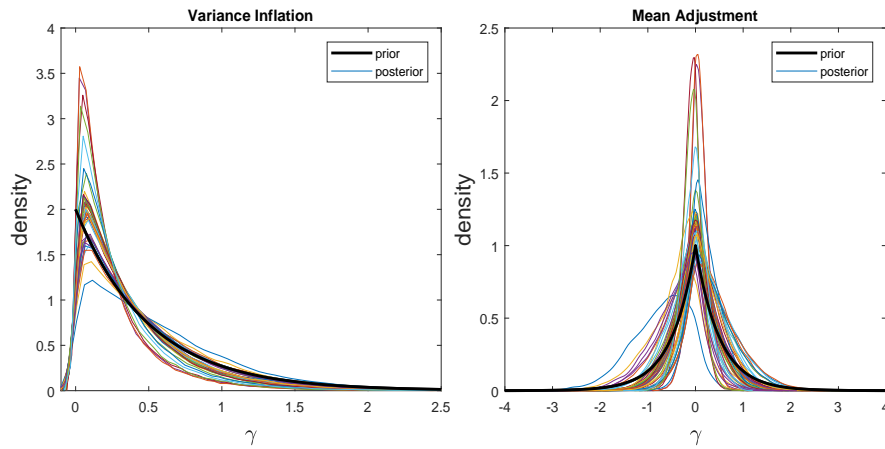 Variance Inflation
4
3.5
3
2.5
2
1.5
1
0.5
0
density
prior
posterior
0 0.5 1 1.5 2 2.5
γ
Mean Adjustment
2.5
2
1.5
1
0.5
0
density
prior
posterior
-4 -3 -2 -1 0 1 2 3 4
γ